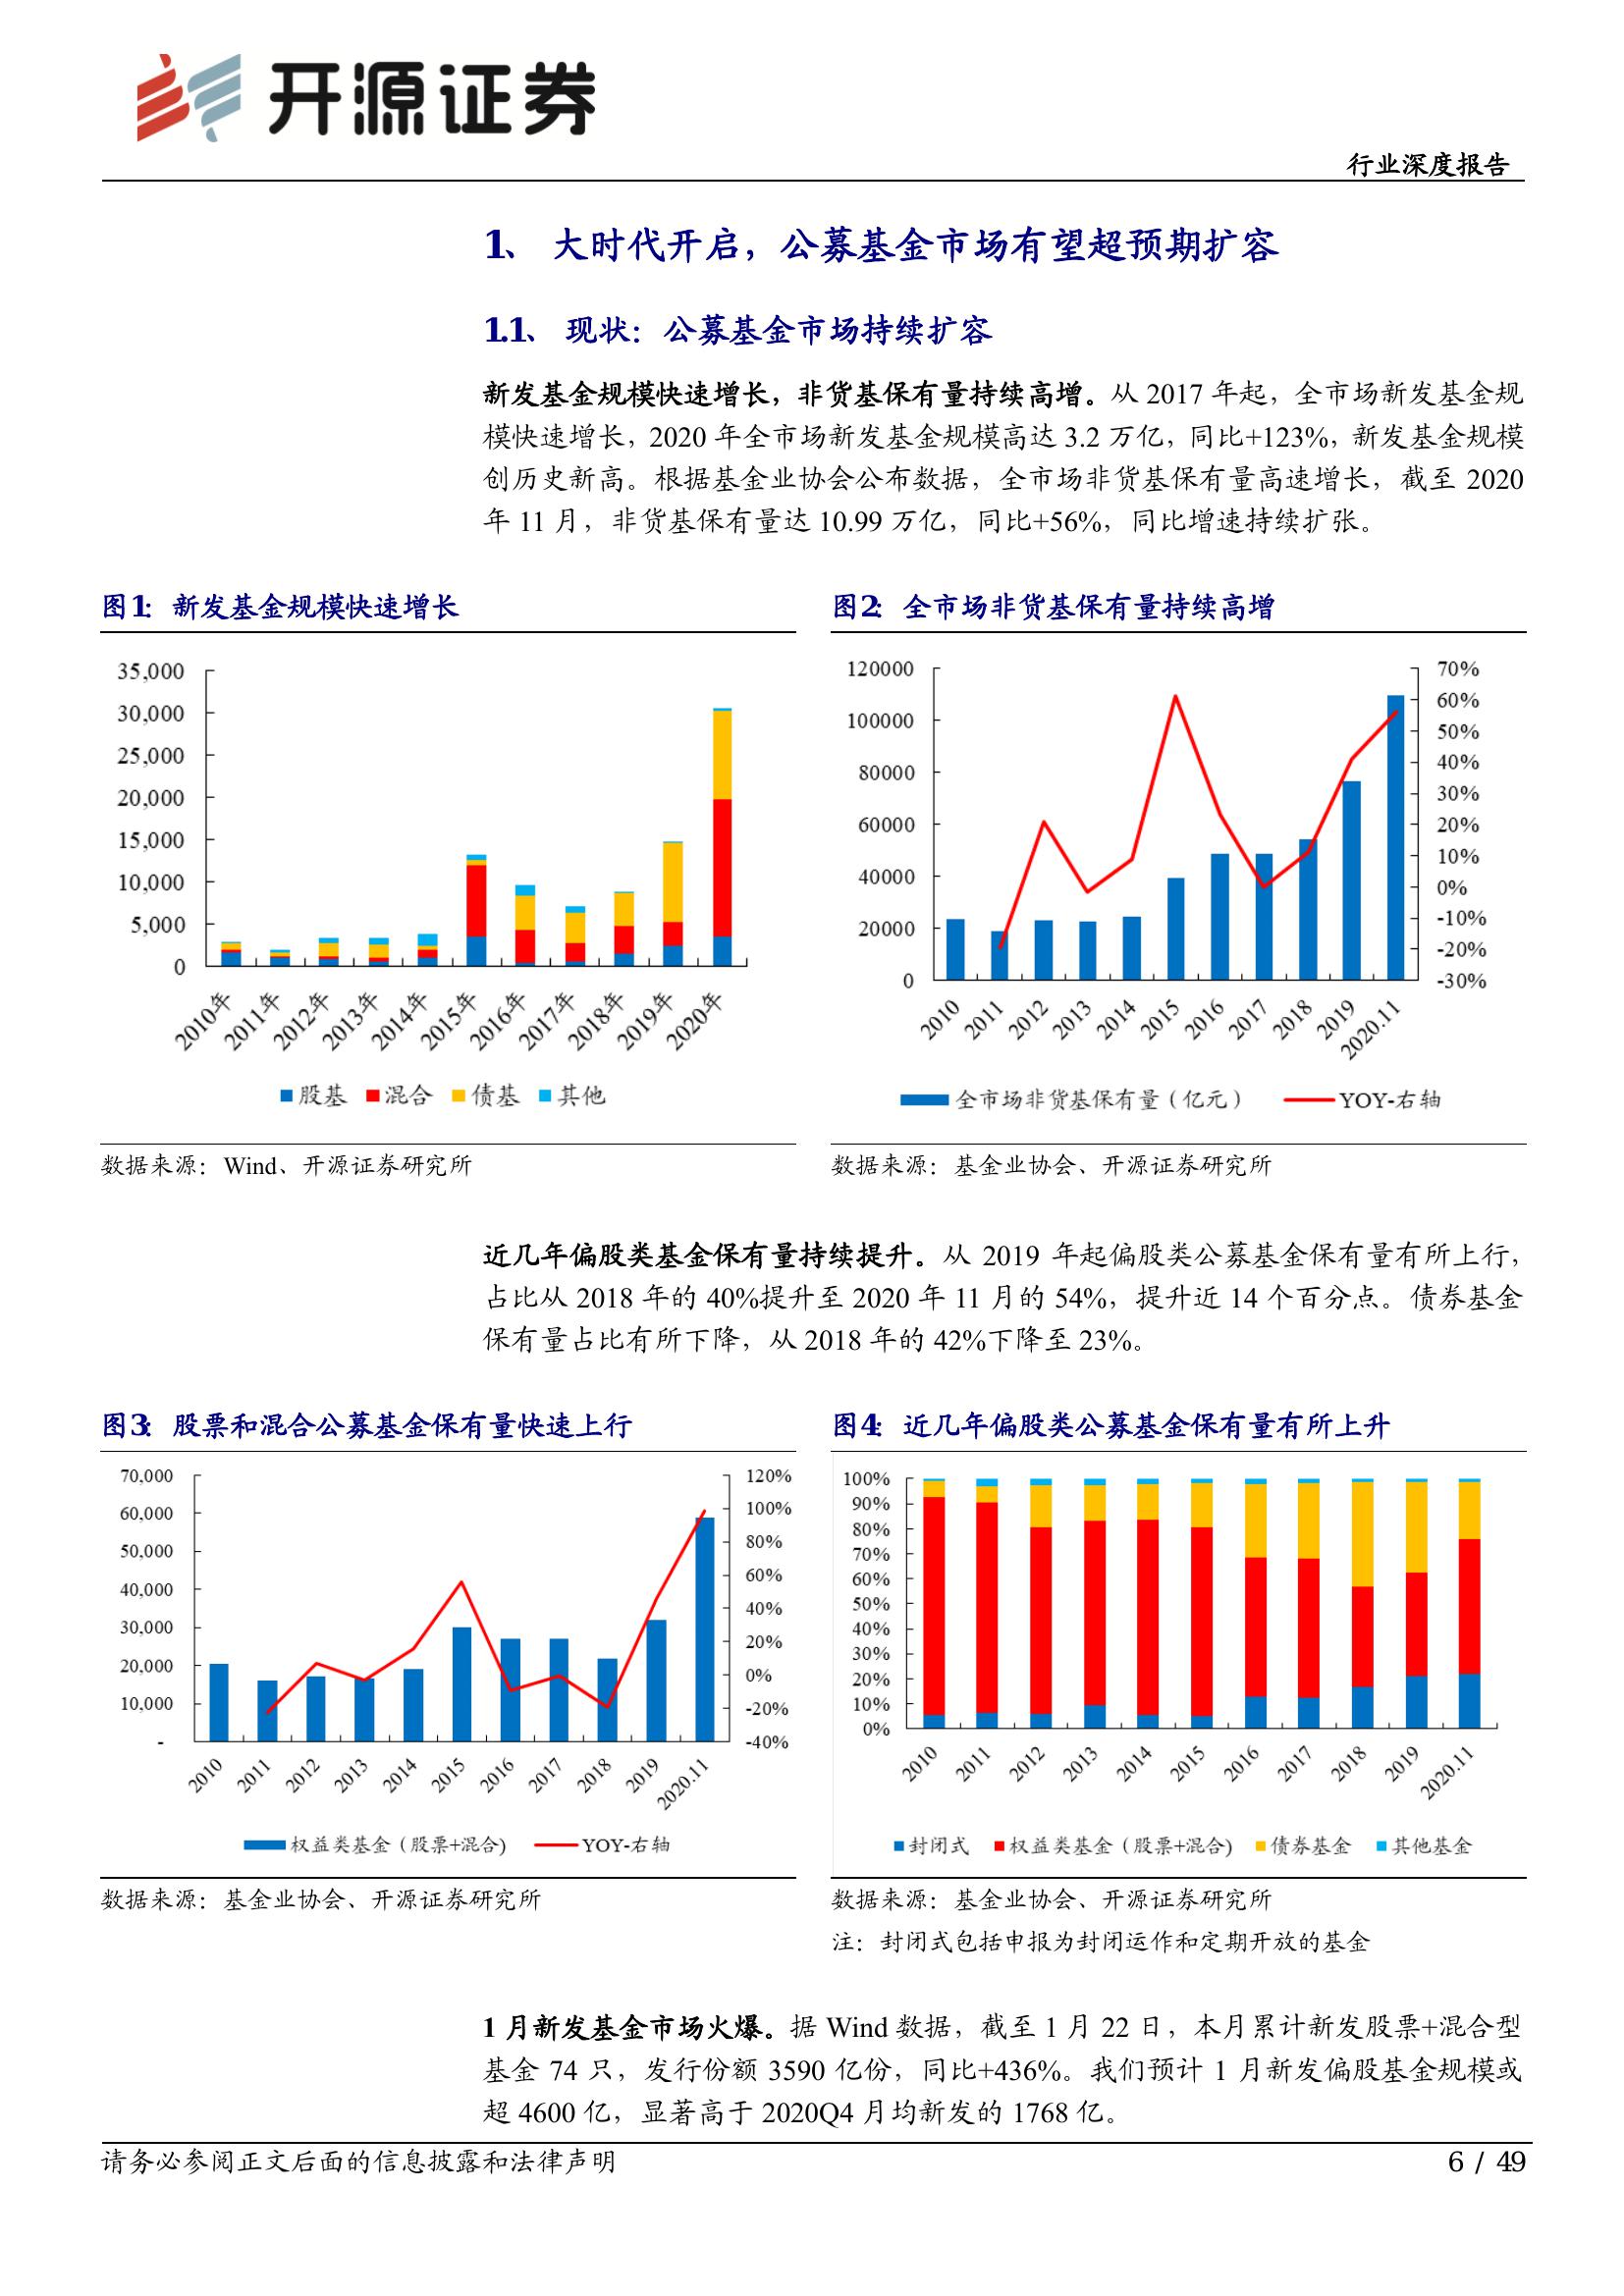 开源证券
行业深度报告
1、 大时代开启，公募基金市场有望超预期扩容
1.1、 现状：公募基金市场持续扩容
新发基金规模快速增长，非货基保有量持续高增。从 2017 年起，全市场新发基金规
模快速增长，2020 年全市场新发基金规模高达 3.2 万亿，同比+123%，新发基金规模
创历史新高。根据基金业协会公布数据，全市场非货基保有量高速增长，截至 2020
年 11 月，非货基保有量达 10.99 万亿，同比+56%，同比增速持续扩张。
图1：新发基金规模快速增长
35,000
30,000
25,000
20,000
15,000
10,000
5,000
0
2010年 2011年 2012年 2013年 2014年 2015年 2016年 2017年 2018年 2019年 2020年
股基 混合 债基 其他
数据来源：Wind、开源证券研究所
图2：全市场非货基保有量持续高增
120000 70%
100000 60%
80000 50%
60000 40%
40000 30%
20000 20%
0 10%
0%
-10%
-20%
-30%
2010 2011 2012 2013 2014 2015 2016 2017 2018 2019 2020.11
全市场非货基保有量（亿元） YOY-右轴
数据来源：基金业协会、开源证券研究所
近几年偏股类基金保有量持续提升。从 2019 年起偏股类公募基金保有量有所上行，
占比从 2018 年的 40%提升至 2020 年 11 月的 54%，提升近 14 个百分点。债券基金
保有量占比有所下降，从 2018 年的 42%下降至 23%。
图3：股票和混合公募基金保有量快速上行
70,000 120%
60,000 100%
50,000 80%
40,000 60%
30,000 40%
20,000 20%
10,000 0%
- -20%
-40%
2010 2011 2012 2013 2014 2015 2016 2017 2018 2019 2020.11
权益类基金（股票+混合） YOY-右轴
数据来源：基金业协会、开源证券研究所
图4：近几年偏股类公募基金保有量有所上升
100%
90%
80%
70%
60%
50%
40%
30%
20%
10%
0%
2010 2011 2012 2013 2014 2015 2016 2017 2018 2019 2020.11
封闭式 权益类基金（股票+混合） 债券基金 其他基金
数据来源：基金业协会、开源证券研究所
注：封闭式包括申报为封闭运作和定期开放的基金
1 月新发基金市场火爆。据 Wind 数据，截至 1 月 22 日，本月累计新发股票+混合型
基金 74 只，发行份额 3590 亿份，同比+436%。我们预计 1 月新发偏股基金规模或
超 4600 亿，显著高于 2020Q4 月均新发的 1768 亿。
请务必参阅正文后面的信息披露和法律声明
6 / 49